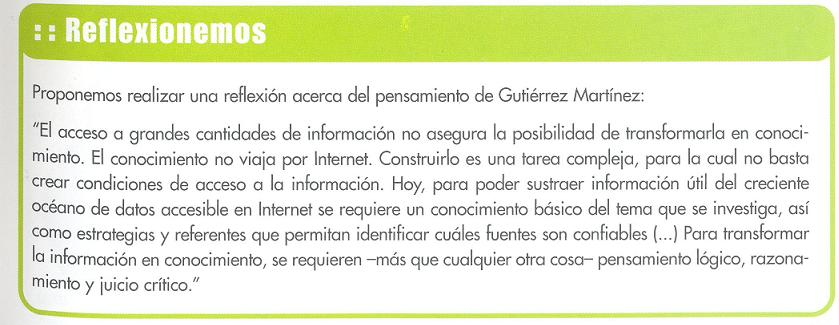 :: Reflexionemos
Proponemos realizar una reflexión acerca del pensamiento de Gutiérrez Martínez:
“El acceso a grandes cantidades de información no asegura la posibilidad de transformarla en conoci-
miento. El conocimiento no viaja por Internet. Construirlo es una tarea compleja, para la cual no basta
crear condiciones de acceso a la información. Hoy, para poder sustraer información útil del creciente
océano de datos accesible en Internet se requiere un conocimiento básico del tema que se investiga, así
como estrategias y referentes que permitan identificar cuáles fuentes son confiables (...) Para transformar
la información en conocimiento, se requieren –más que cualquier otra cosa– pensamiento lógico, razona-
miento y juicio crítico.”